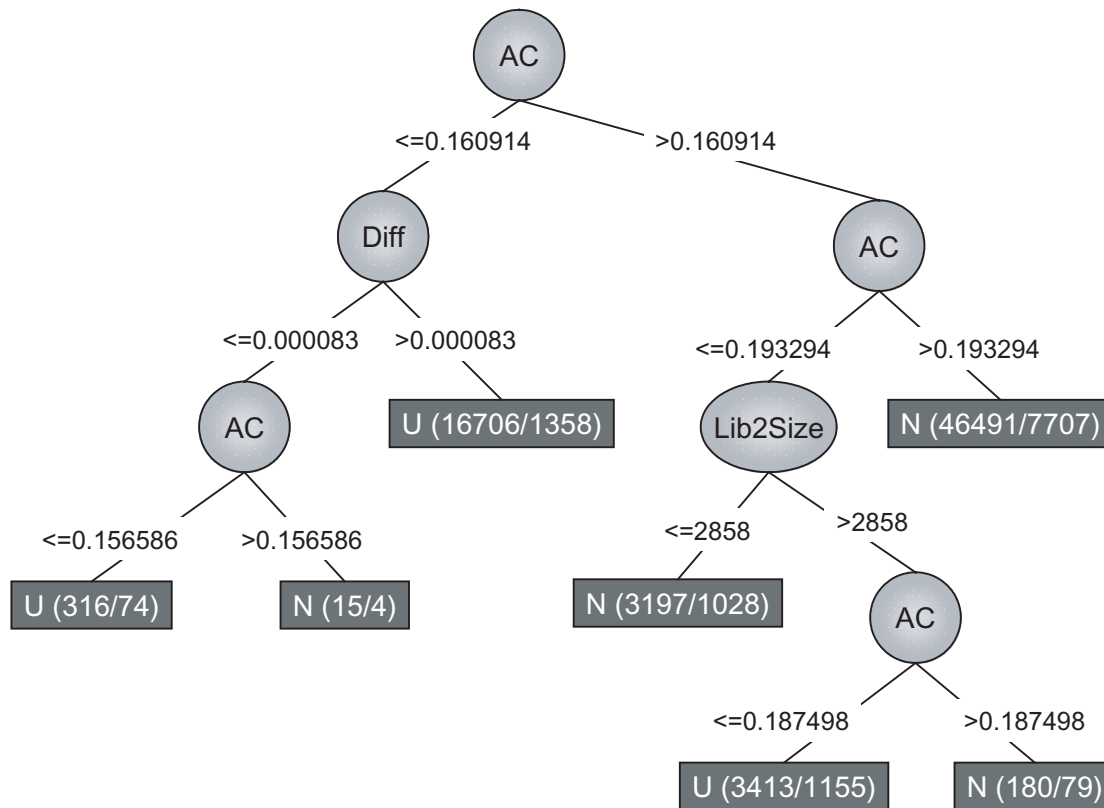 AC
<=0.160914
>0.160914
Diff
AC
<=0.000083
>0.000083
<=0.193294
>0.193294
AC
U (16706/1358)
Lib2Size
N (46491/7707)
<=0.156586
>0.156586
<=2858
>2858
U (316/74)
N (15/4)
N (3197/1028)
AC
<=0.187498
>0.187498
U (3413/1155)
N (180/79)